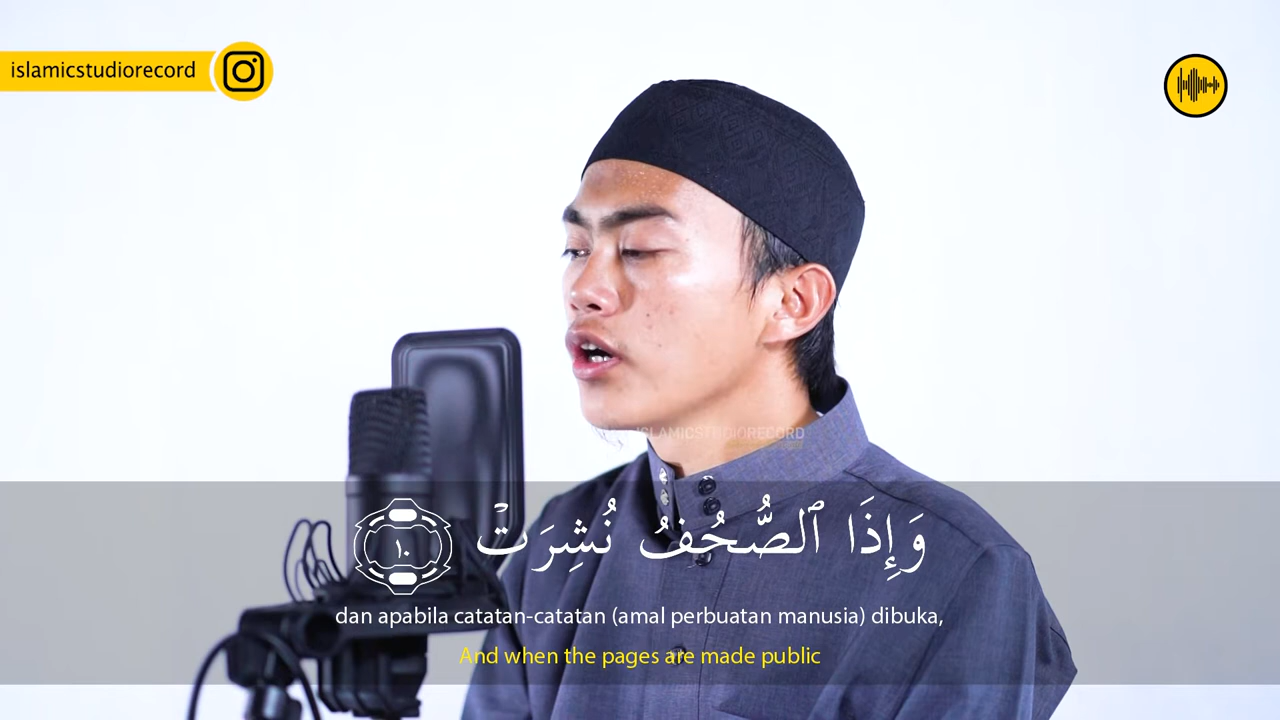 islamicstudiorecord
ISLAMICSTUDIORECORD
وَإِذَا ٱلصُّحُفُ نُشِرَتۡ ١٠
dan apabila catatan-catatan (amal perbuatan manusia) dibuka,
And when the pages are made public